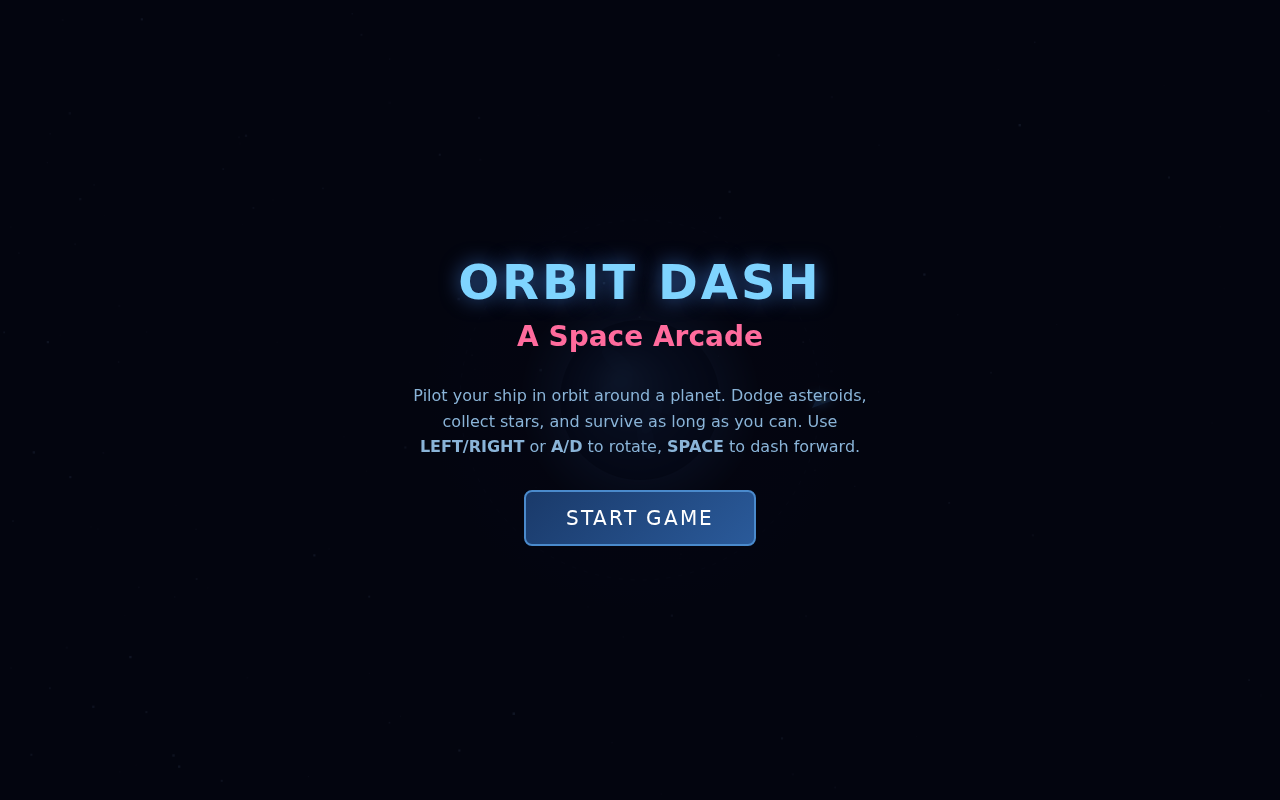 ORBIT DASH
A Space Arcade
Pilot your ship in orbit around a planet. Dodge asteroids,
collect stars, and survive as long as you can. Use
LEFT/RIGHT or A/D to rotate, SPACE to dash forward.
START GAME